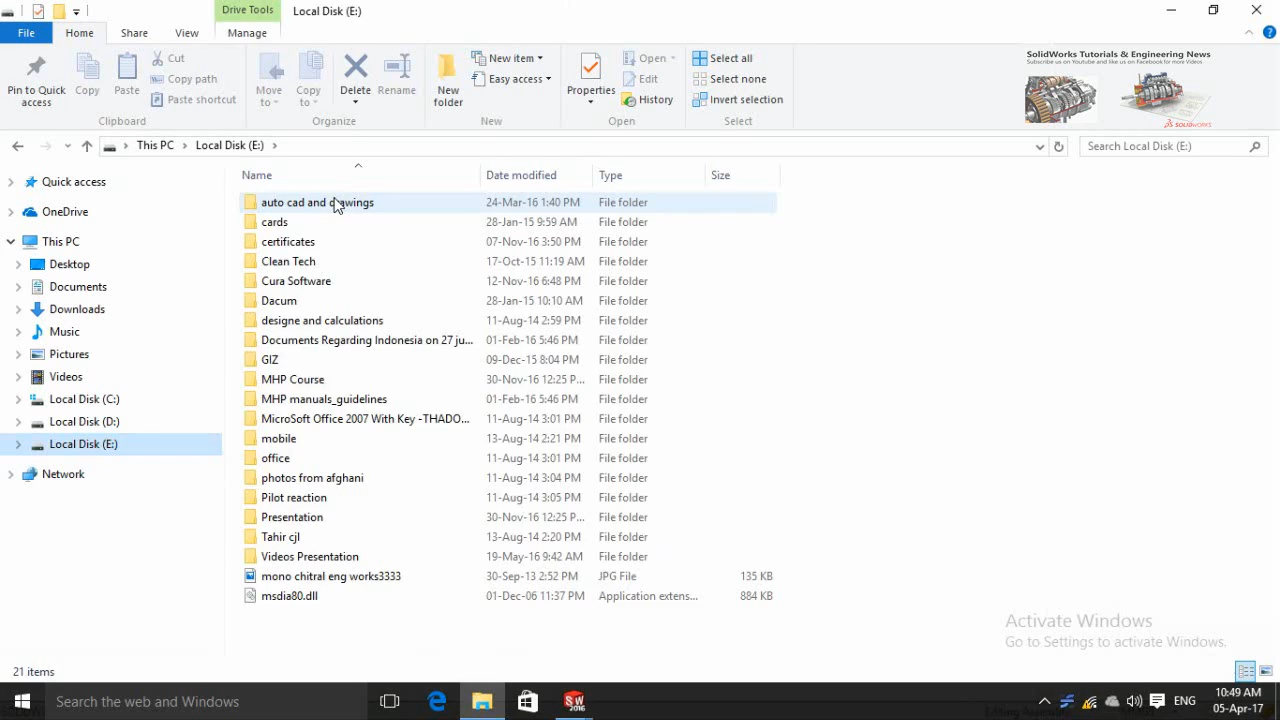 Drive Tools
Local Disk (E:)
File
Home
Share
View
Manage
Pin to Quick access
Copy
Paste
Cut
Copy path
Paste shortcut
Clipboard
Move to
Copy to
Delete
Rename
Organize
New folder
New item
Easy access
New
Properties
Open
Edit
History
Open
Select all
Select none
Invert selection
Select
SolidWorks Tutorials & Engineering News
Subscribe us on Youtube and like us on Facebook for more Videos
SOLIDWORKS
This PC
Local Disk (E:)
Search Local Disk (E:)
Quick access
OneDrive
This PC
Desktop
Documents
Downloads
Music
Pictures
Videos
Local Disk (C:)
Local Disk (D:)
Local Disk (E:)
Network
Name Date modified Type Size
auto cad and drawings 24-Mar-16 1:40 PM File folder
cards 28-Jan-15 9:59 AM File folder
certificates 07-Nov-16 3:50 PM File folder
Clean Tech 17-Oct-15 11:19 AM File folder
Cura Software 12-Nov-16 6:48 PM File folder
Dacum 28-Jan-15 10:10 AM File folder
designe and calculations 11-Aug-14 2:59 PM File folder
Documents Regarding Indonesia on 27 ju... 01-Feb-16 5:46 PM File folder
GIZ 09-Dec-15 8:04 PM File folder
MHP Course 30-Nov-16 12:25 P... File folder
MHP manuals_guidelines 01-Feb-16 5:46 PM File folder
MicroSoft Office 2007 With Key -THADO... 11-Aug-14 3:01 PM File folder
mobile 13-Aug-14 2:21 PM File folder
office 11-Aug-14 3:01 PM File folder
photos from afghani 11-Aug-14 3:04 PM File folder
Pilot reaction 11-Aug-14 3:05 PM File folder
Presentation 30-Nov-16 12:25 P... File folder
Tahir cjl 13-Aug-14 2:20 PM File folder
Videos Presentation 19-May-16 9:42 AM File folder
mono chitral eng works3333 30-Sep-13 2:52 PM JPG File 135 KB
msdia80.dll 01-Dec-06 11:37 PM Application extens... 884 KB
Activate Windows
Go to Settings to activate Windows.
21 items
Search the web and Windows
SW
2016
ENG
10:49 AM
05-Apr-17